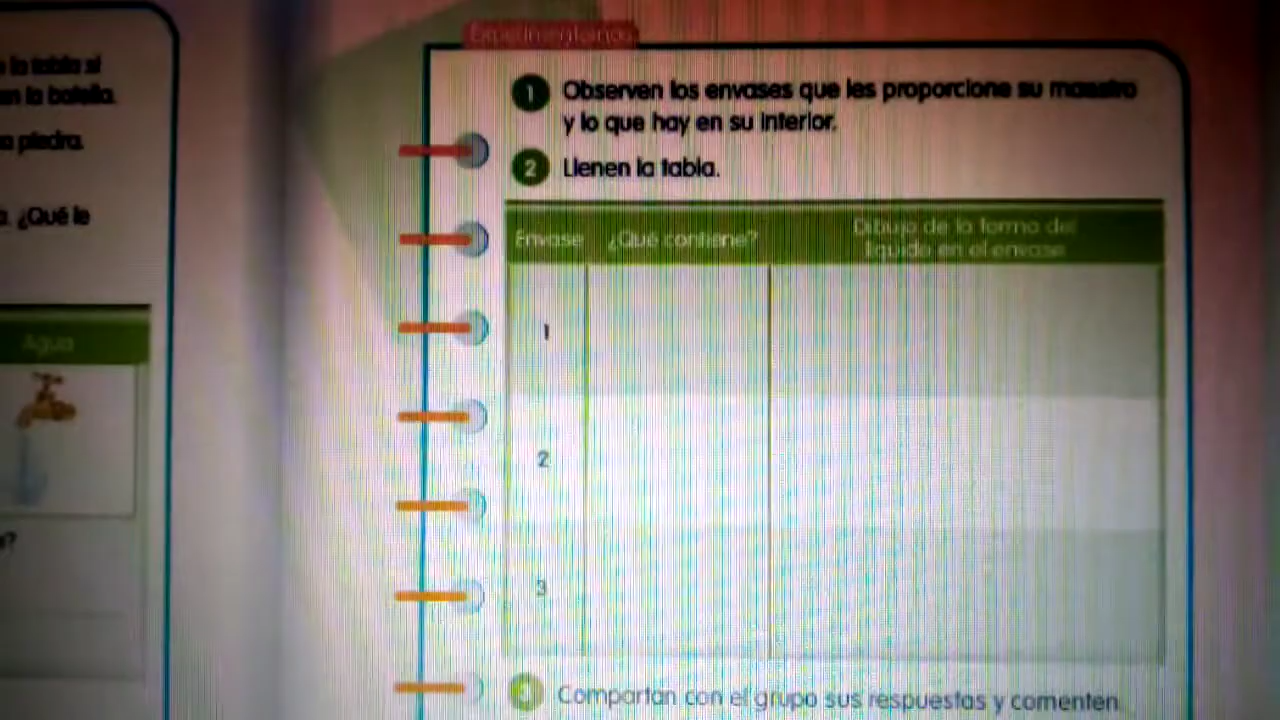 la tabla si
en la botella.
a piedra.
¿Qué le
Agua
?
Experimentemos
1 Observen los envases que les proporcione su maestro
y lo que hay en su interior.
2 Llenen la tabla.
Envase ¿Qué contiene? Dibujo de la forma del
líquido en el envase
1
2
3
3 Compartan con el grupo sus respuestas y comenten